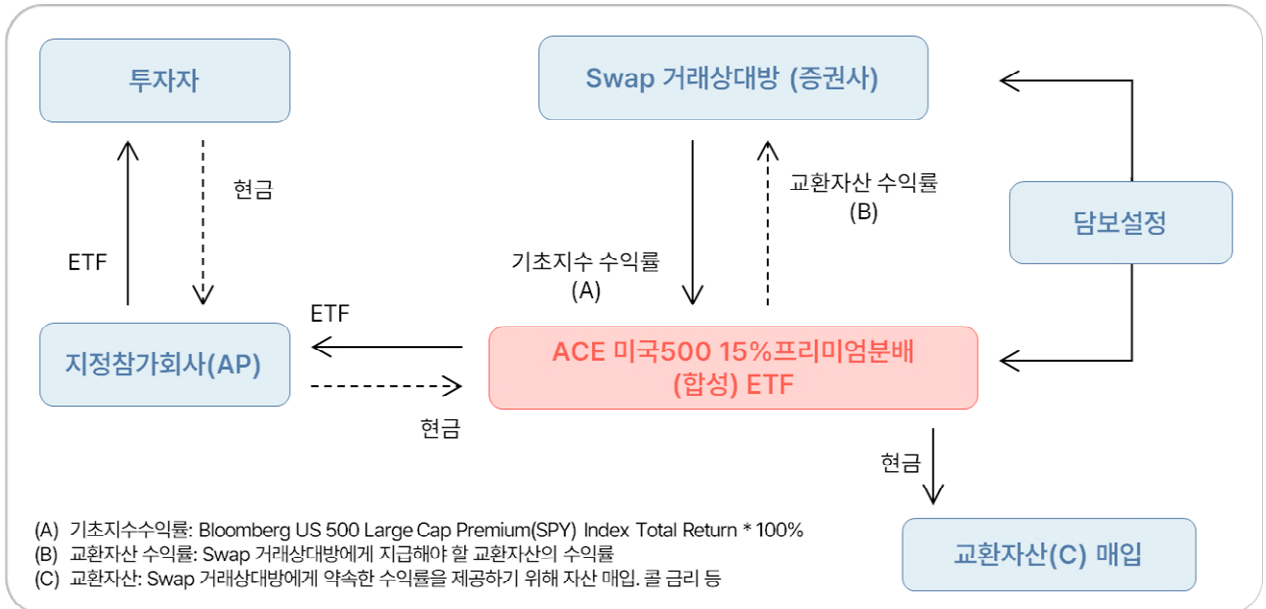 투자자
Swap 거래상대방 (증권사)
현금
교환자산 수익률
(B)
담보설정
ETF
기초지수 수익률
(A)
ETF
지정참가회사(AP)
ACE 미국500 15%프리미엄분배
(합성) ETF
현금
현금
(A) 기초지수수익률: Bloomberg US 500 Large Cap Premium(SPY) Index Total Return * 100%
(B) 교환자산 수익률: Swap 거래상대방에게 지급해야 할 교환자산의 수익률
(C) 교환자산: Swap 거래상대방에게 약속한 수익률을 제공하기 위해 자산 매입. 콜 금리 등
교환자산(C) 매입